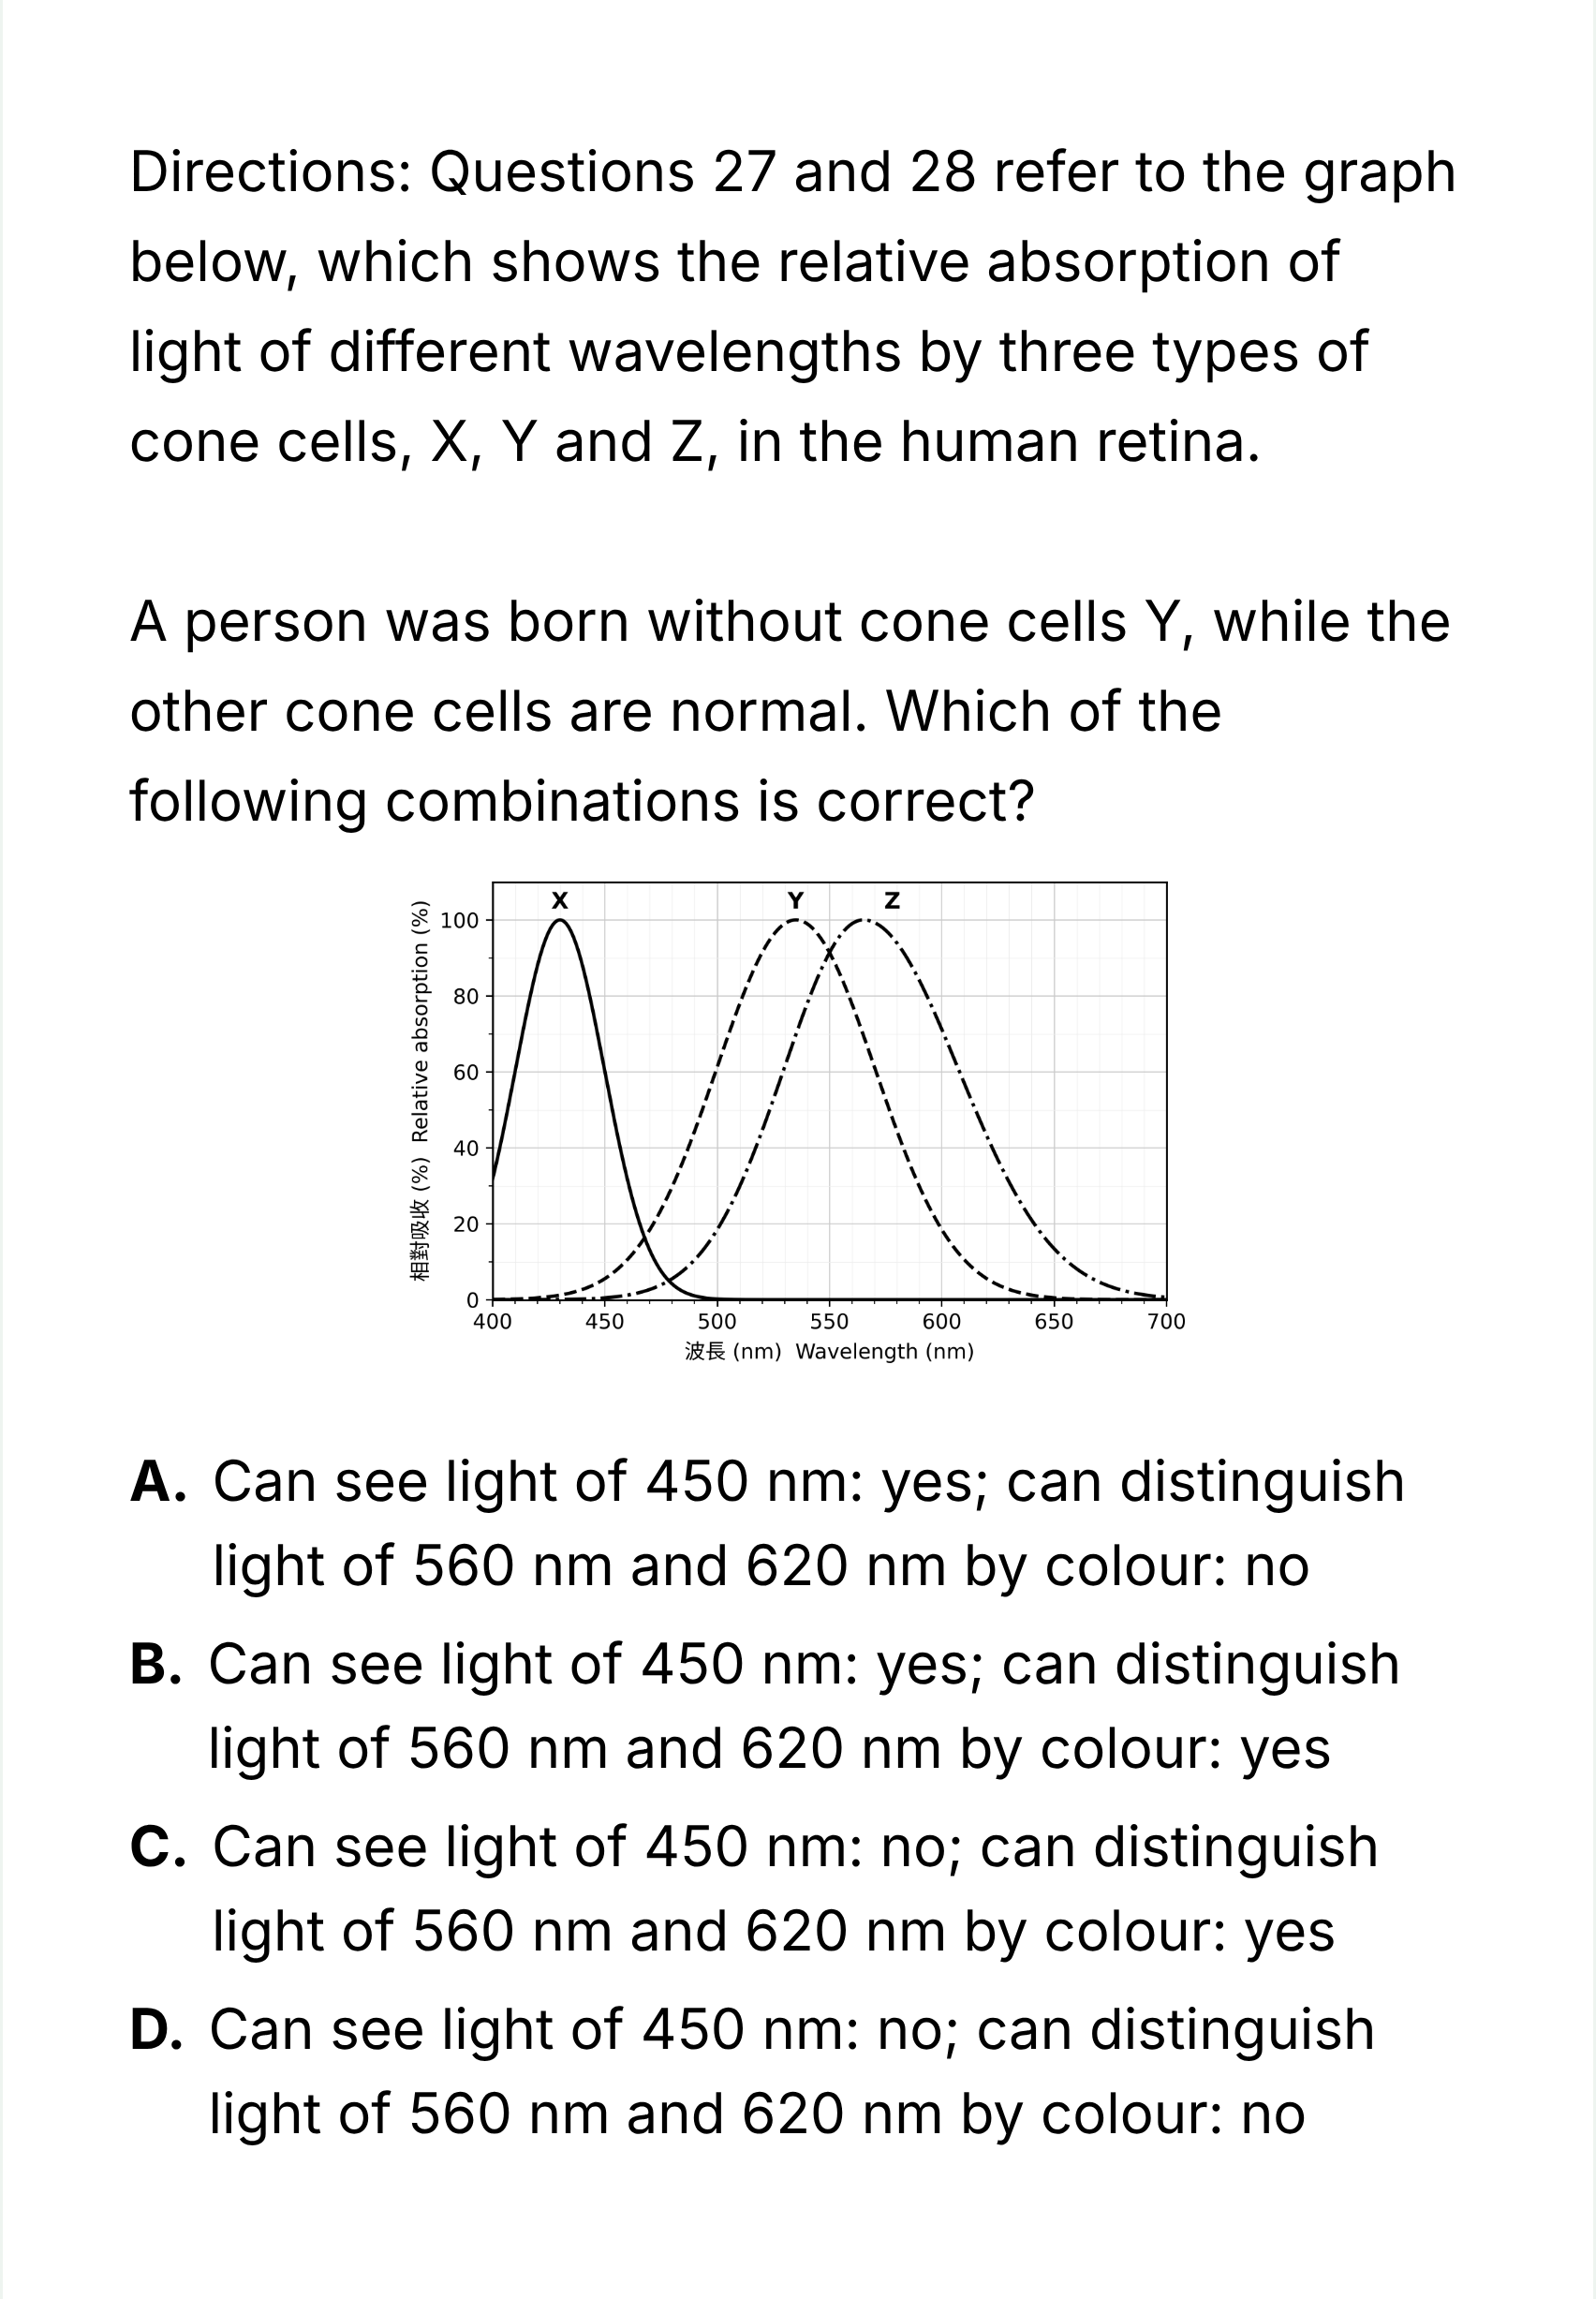 Directions: Questions 27 and 28 refer to the graph
below, which shows the relative absorption of
light of different wavelengths by three types of
cone cells, X, Y and Z, in the human retina.
A person was born without cone cells Y, while the
other cone cells are normal. Which of the
following combinations is correct?
X Y Z
相對吸收 (%) Relative absorption (%)
100
80
60
40
20
0
400 450 500 550 600 650 700
波長 (nm) Wavelength (nm)
A. Can see light of 450 nm: yes; can distinguish
light of 560 nm and 620 nm by colour: no
B. Can see light of 450 nm: yes; can distinguish
light of 560 nm and 620 nm by colour: yes
C. Can see light of 450 nm: no; can distinguish
light of 560 nm and 620 nm by colour: yes
D. Can see light of 450 nm: no; can distinguish
light of 560 nm and 620 nm by colour: no